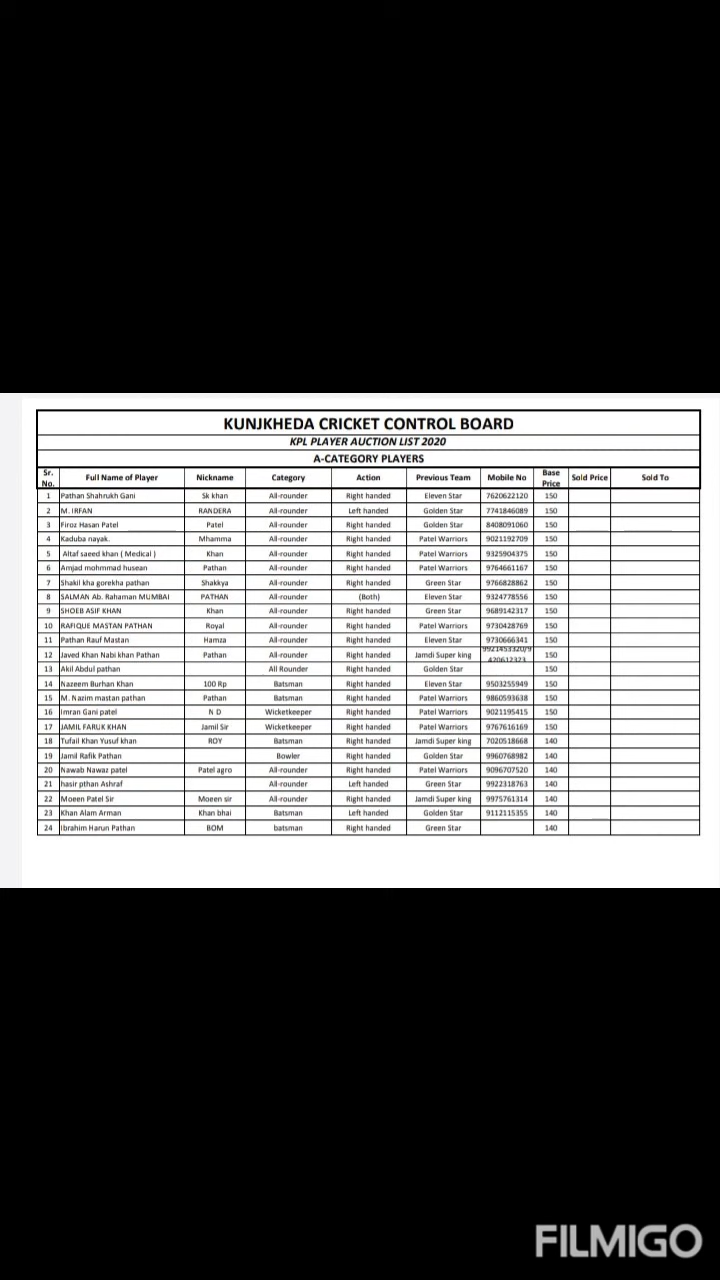 KUNJKHEDA CRICKET CONTROL BOARD
KPL PLAYER AUCTION LIST 2020
A-CATEGORY PLAYERS
Sr. No. Full Name of Player Nickname Category Action Previous Team Mobile No Base Price Sold Price Sold To
1 Pathan Shahrukh Gani Sk khan All-rounder Right handed Eleven Star 7620622120 150
2 M. IRFAN RANDERA All-rounder Left handed Golden Star 7741846089 150
3 Firoz Hasan Patel Patel All-rounder Right handed Golden Star 8408091060 150
4 Kaduba nayak. Mhamma All-rounder Right handed Patel Warriors 9021192709 150
5 Altaf saeed khan ( Medical ) Khan All-rounder Right handed Patel Warriors 9325904375 150
6 Amjad mohmmad husean Pathan All-rounder Right handed Patel Warriors 9764661167 150
7 Shakil kha gorekha pathan Shakkya All-rounder Right handed Green Star 9766828862 150
8 SALMAN Ab. Rahaman MUMBAI PATHAN All-rounder (Both) Eleven Star 9324778556 150
9 SHOEB ASIF KHAN Khan All-rounder Right handed Green Star 9689142317 150
10 RAFIQUE MASTAN PATHAN Royal All-rounder Right handed Patel Warriors 9730428769 150
11 Pathan Rauf Mastan Hamza All-rounder Right handed Eleven Star 9730666341 150
12 Javed Khan Nabi khan Pathan Pathan All-rounder Right handed Jamdi Super king 150
13 Akil Abdul pathan All Rounder Right handed Golden Star 150
14 Nazeem Burhan Khan 100 Rp Batsman Right handed Eleven Star 9503255949 150
15 M. Nazim mastan pathan Pathan Batsman Right handed Patel Warriors 9860593638 150
16 Imran Gani patel N D Wicketkeeper Right handed Patel Warriors 9021195415 150
17 JAMIL FARUK KHAN Jamil Sir Wicketkeeper Right handed Patel Warriors 9767616169 150
18 Tufail Khan Yusuf khan ROY Batsman Right handed Jamdi Super king 7020518668 140
19 Jamil Rafik Pathan Bowler Right handed Golden Star 9960768982 140
20 Nawab Nawaz patel Patel agro All-rounder Right handed Patel Warriors 9096707520 140
21 hasir pthan Ashraf All-rounder Left handed Green Star 9922318763 140
22 Moeen Patel Sir Moeen sir All-rounder Right handed Jamdi Super king 9975761314 140
23 Khan Alam Arman Khan bhai Batsman Left handed Golden Star 9112115355 140
24 Ibrahim Harun Pathan BOM batsman Right handed Green Star 140
FILMIGO